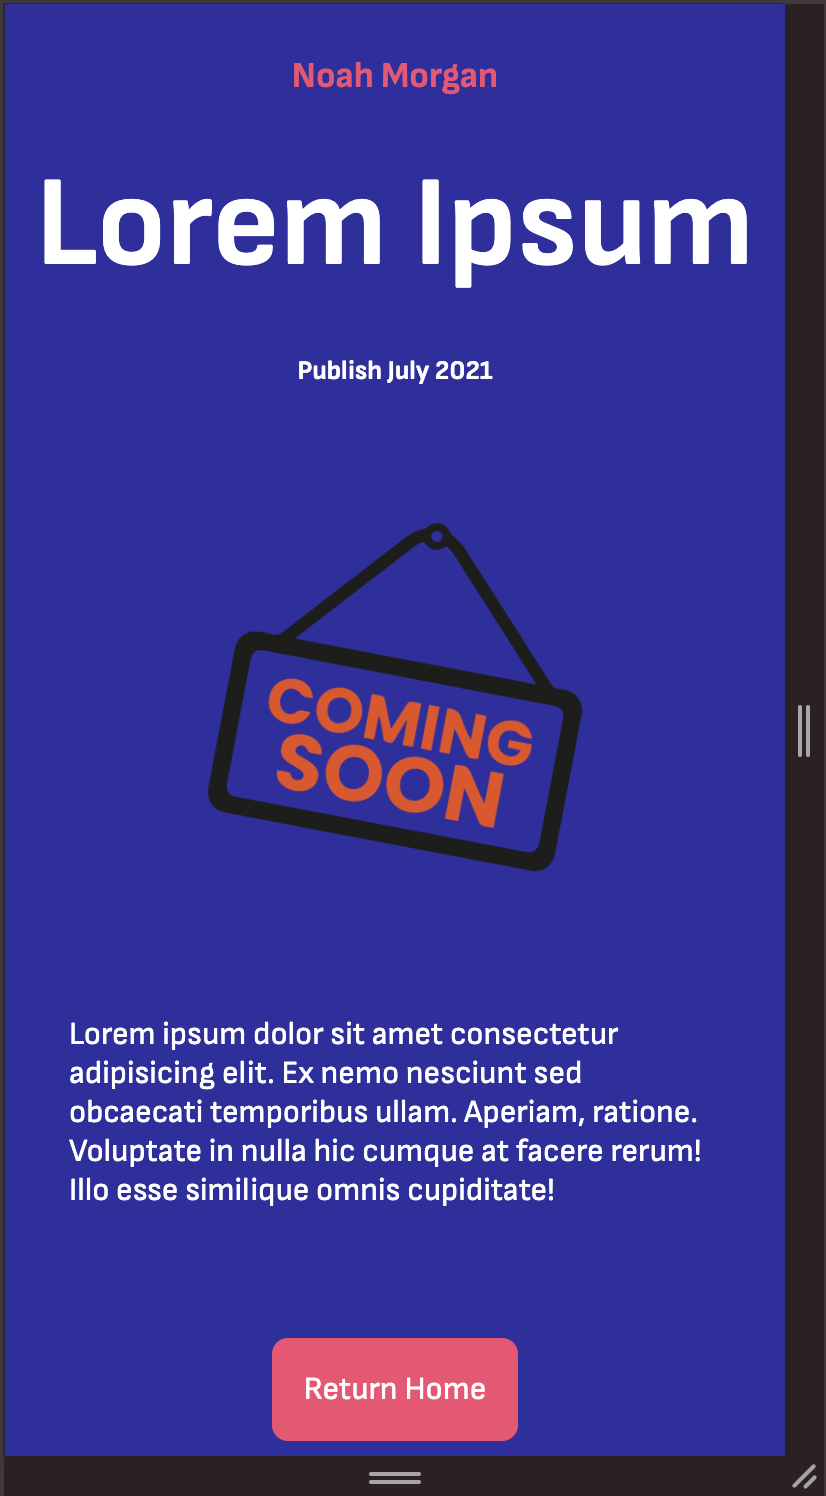 Noah Morgan
Lorem Ipsum
Publish July 2021
COMING
SOON
Lorem ipsum dolor sit amet consectetur
adipisicing elit. Ex nemo nesciunt sed
obcaecati temporibus ullam. Aperiam, ratione.
Voluptate in nulla hic cumque at facere rerum!
Illo esse similique omnis cupiditate!
Return Home